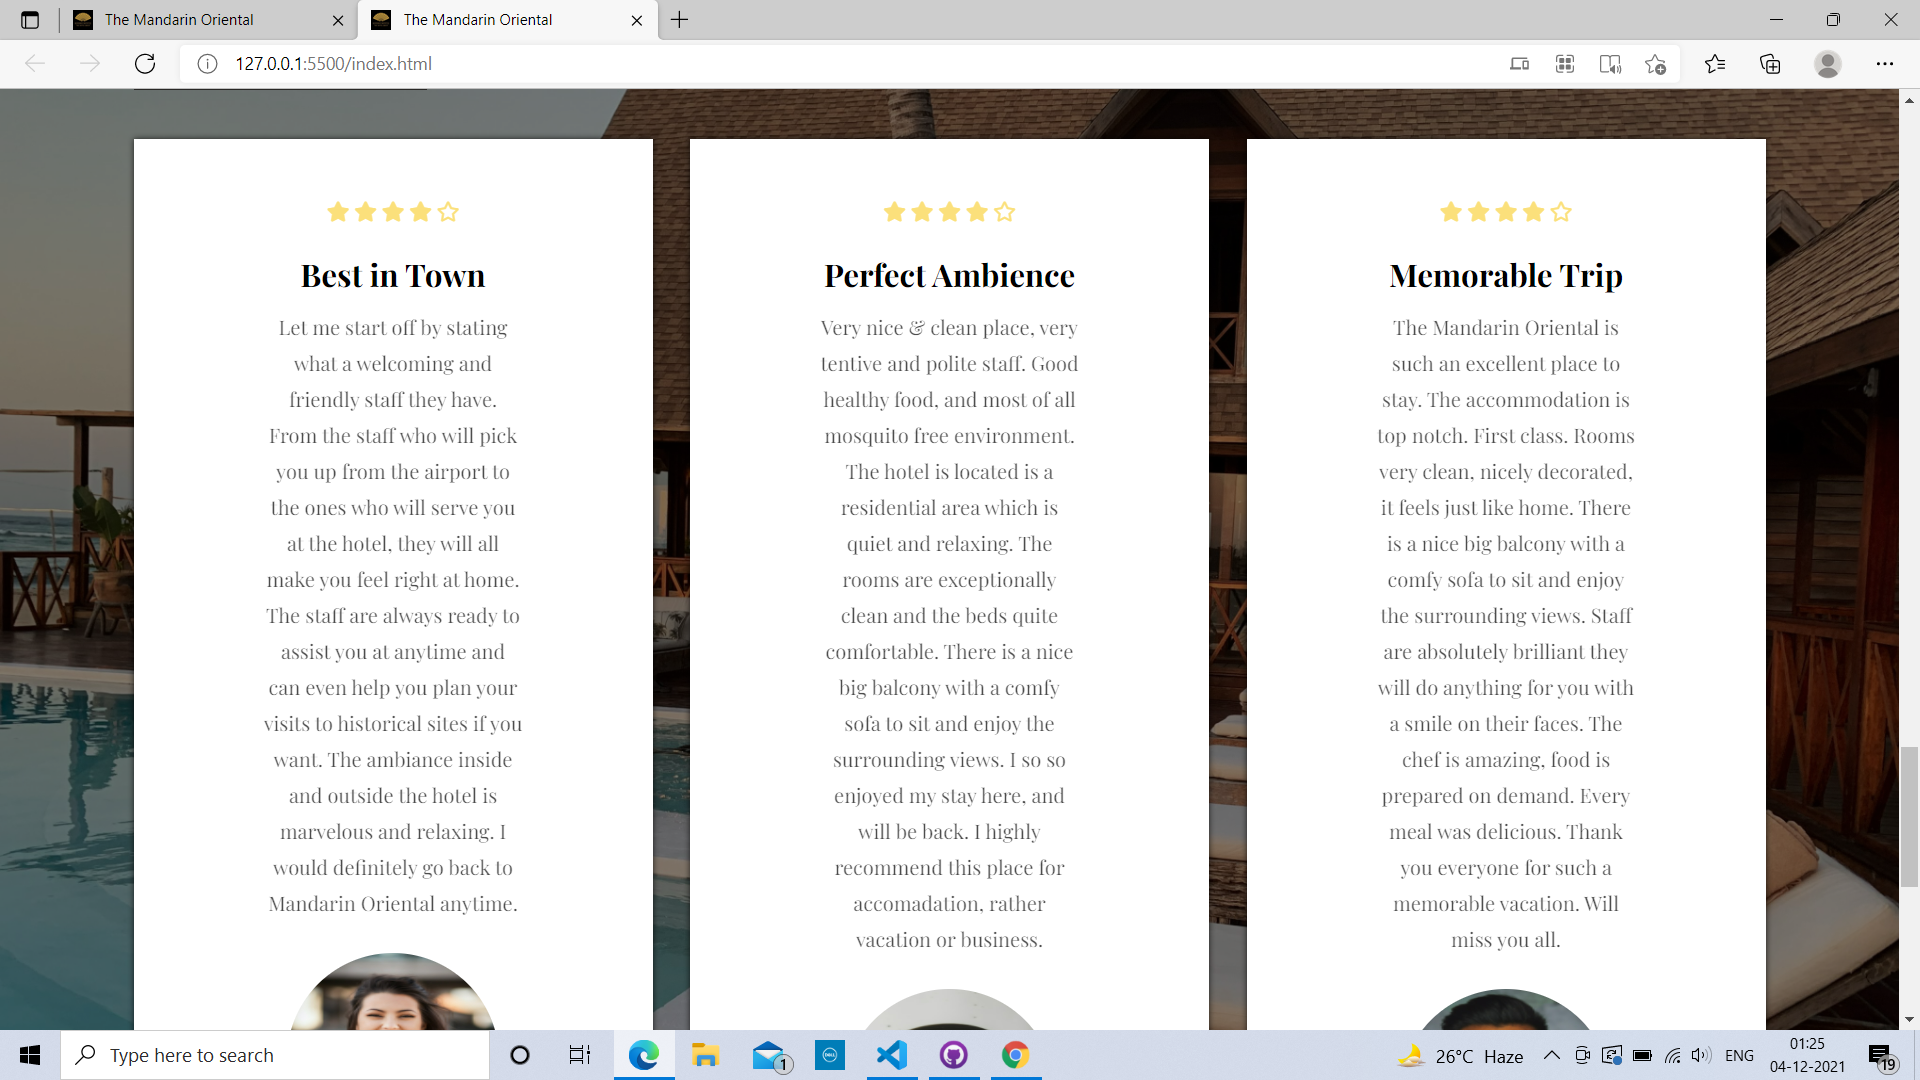 The Mandarin Oriental
The Mandarin Oriental
127.0.0.1:5500/index.html
Best in Town
Let me start off by stating
what a welcoming and
friendly staff they have.
From the staff who will pick
you up from the airport to
the ones who will serve you
at the hotel, they will all
make you feel right at home.
The staff are always ready to
assist you at anytime and
can even help you plan your
visits to historical sites if you
want. The ambiance inside
and outside the hotel is
marvelous and relaxing. I
would definitely go back to
Mandarin Oriental anytime.
Perfect Ambience
Very nice & clean place, very
tentive and polite staff. Good
healthy food, and most of all
mosquito free environment.
The hotel is located is a
residential area which is
quiet and relaxing. The
rooms are exceptionally
clean and the beds quite
comfortable. There is a nice
big balcony with a comfy
sofa to sit and enjoy the
surrounding views. I so so
enjoyed my stay here, and
will be back. I highly
recommend this place for
accomadation, rather
vacation or business.
Memorable Trip
The Mandarin Oriental is
such an excellent place to
stay. The accommodation is
top notch. First class. Rooms
very clean, nicely decorated,
it feels just like home. There
is a nice big balcony with a
comfy sofa to sit and enjoy
the surrounding views. Staff
are absolutely brilliant they
will do anything for you with
a smile on their faces. The
chef is amazing, food is
prepared on demand. Every
meal was delicious. Thank
you everyone for such a
memorable vacation. Will
miss you all.
Type here to search
1
DELL
26°C Haze
ENG
01:25
04-12-2021
19